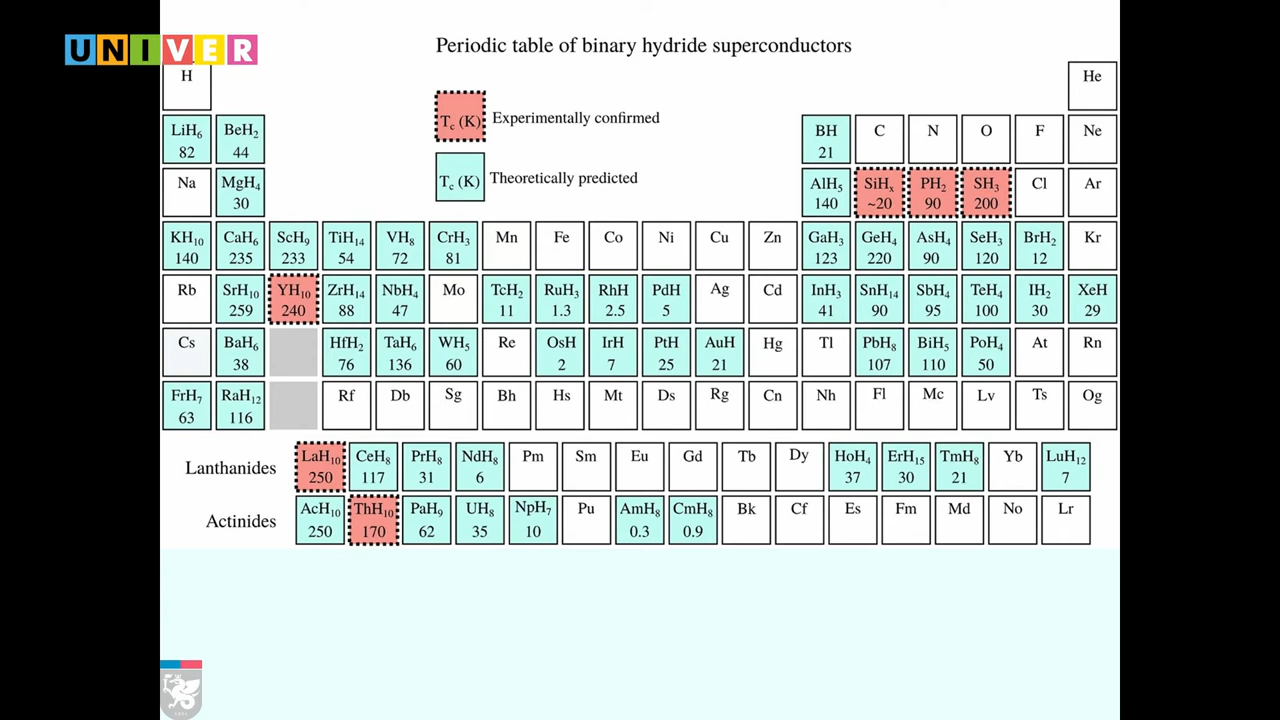 Periodic table of binary hydride superconductors
UNIVER
H He
Tc (K) Experimentally confirmed
LiH6 BeH2 BH C N O F Ne
82 44 21
Tc (K) Theoretically predicted
Na MgH4 AlH5 SiHx PH2 SH3 Cl Ar
30 140 ~20 90 200
KH10 CaH6 ScH9 TiH14 VH8 CrH3 Mn Fe Co Ni Cu Zn GaH3 GeH4 AsH4 SeH3 BrH2 Kr
140 235 233 54 72 81 123 220 90 120 12
Rb SrH10 YH10 ZrH14 NbH4 Mo TcH2 RuH3 RhH PdH Ag Cd InH3 SnH14 SbH4 TeH4 IH2 XeH
259 240 88 47 11 1.3 2.5 5 41 90 95 100 30 29
Cs BaH6 HfH2 TaH6 WH5 Re OsH IrH PtH AuH Hg Tl PbH8 BiH5 PoH4 At Rn
38 76 136 60 2 7 25 21 107 110 50
FrH7 RaH12 Rf Db Sg Bh Hs Mt Ds Rg Cn Nh Fl Mc Lv Ts Og
63 116
Lanthanides LaH10 CeH8 PrH8 NdH8 Pm Sm Eu Gd Tb Dy HoH4 ErH15 TmH8 Yb LuH12
250 117 31 6 37 30 21 7
Actinides AcH10 ThH10 PaH9 UH8 NpH7 Pu AmH8 CmH8 Bk Cf Es Fm Md No Lr
250 170 62 35 10 0.3 0.9